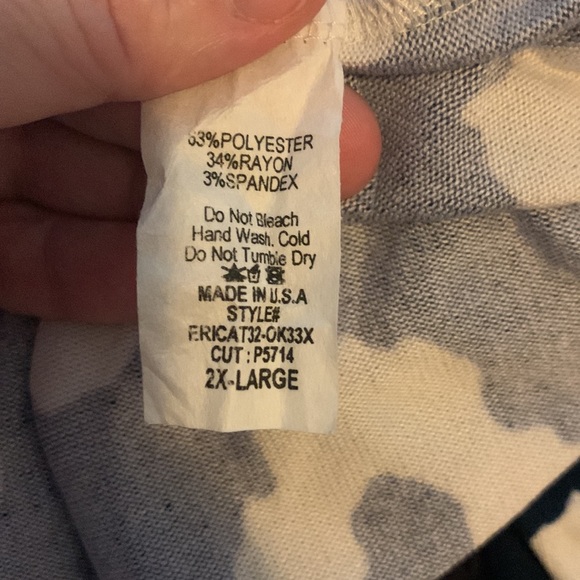 63%POLYESTER
34%RAYON
3%SPANDEX
Do Not Bleach
Hand Wash. Cold
Do Not Tumble Dry
MADE IN U.S.A
STYLE#
ERICAT32-OK33X
CUT : P5714
2X-LARGE